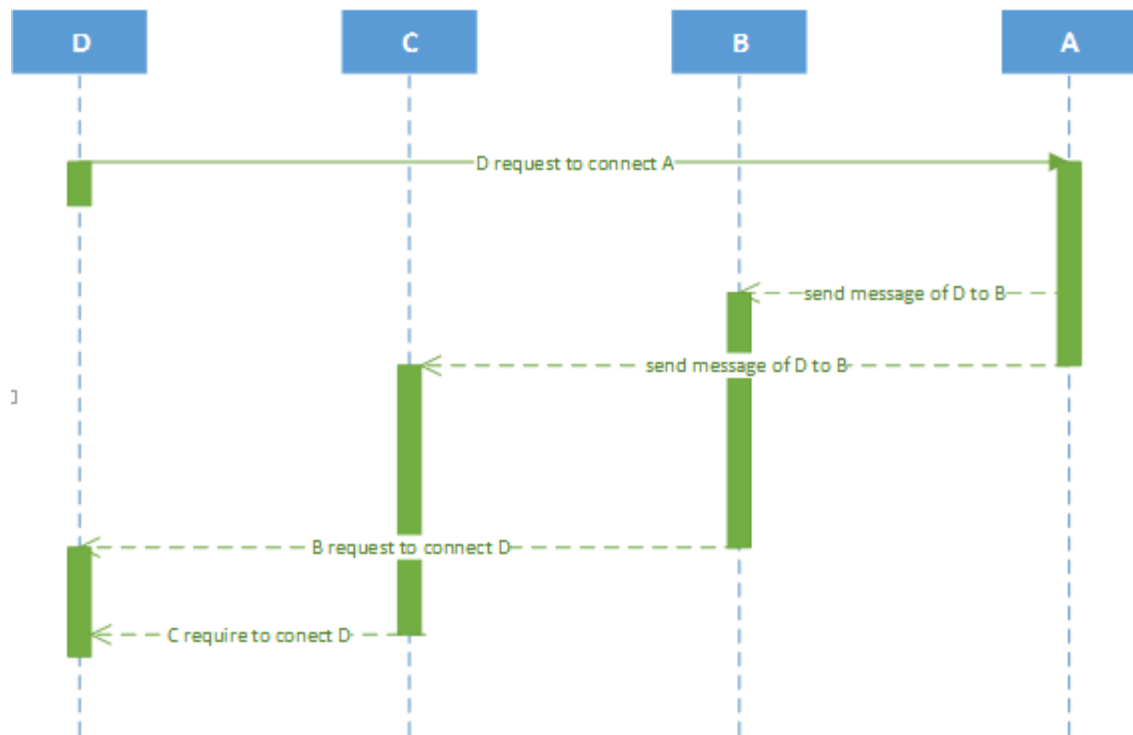 D
C
B
A
D request to connect A
send message of D to B
send message of D to B
B request to connect D
C require to conect D